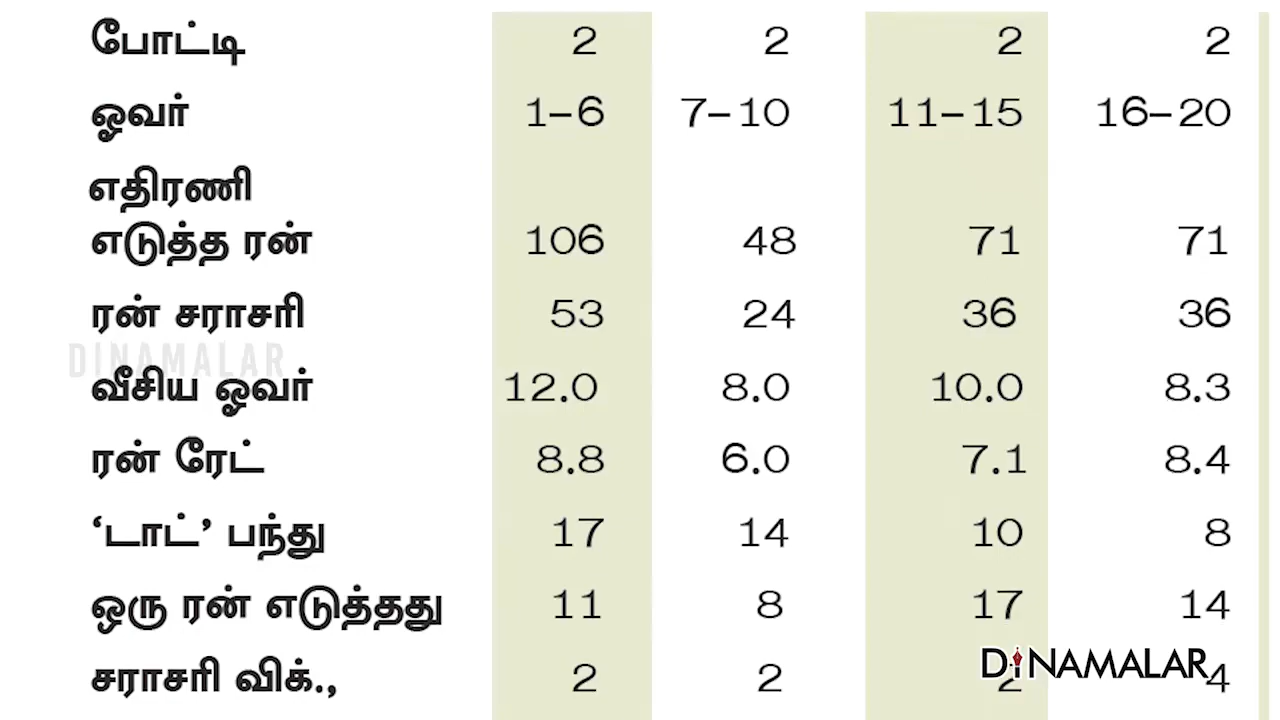 போட்டி 2 2 2 2
ஓவர் 1–6 7–10 11–15 16–20
எதிரணி
எடுத்த ரன் 106 48 71 71
ரன் சராசரி 53 24 36 36
DINAMALAR
வீசிய ஓவர் 12.0 8.0 10.0 8.3
ரன் ரேட் 8.8 6.0 7.1 8.4
‘டாட்’ பந்து 17 14 10 8
ஒரு ரன் எடுத்தது 11 8 17 14
DiNAMALAR
சராசரி விக்., 2 2 2 4